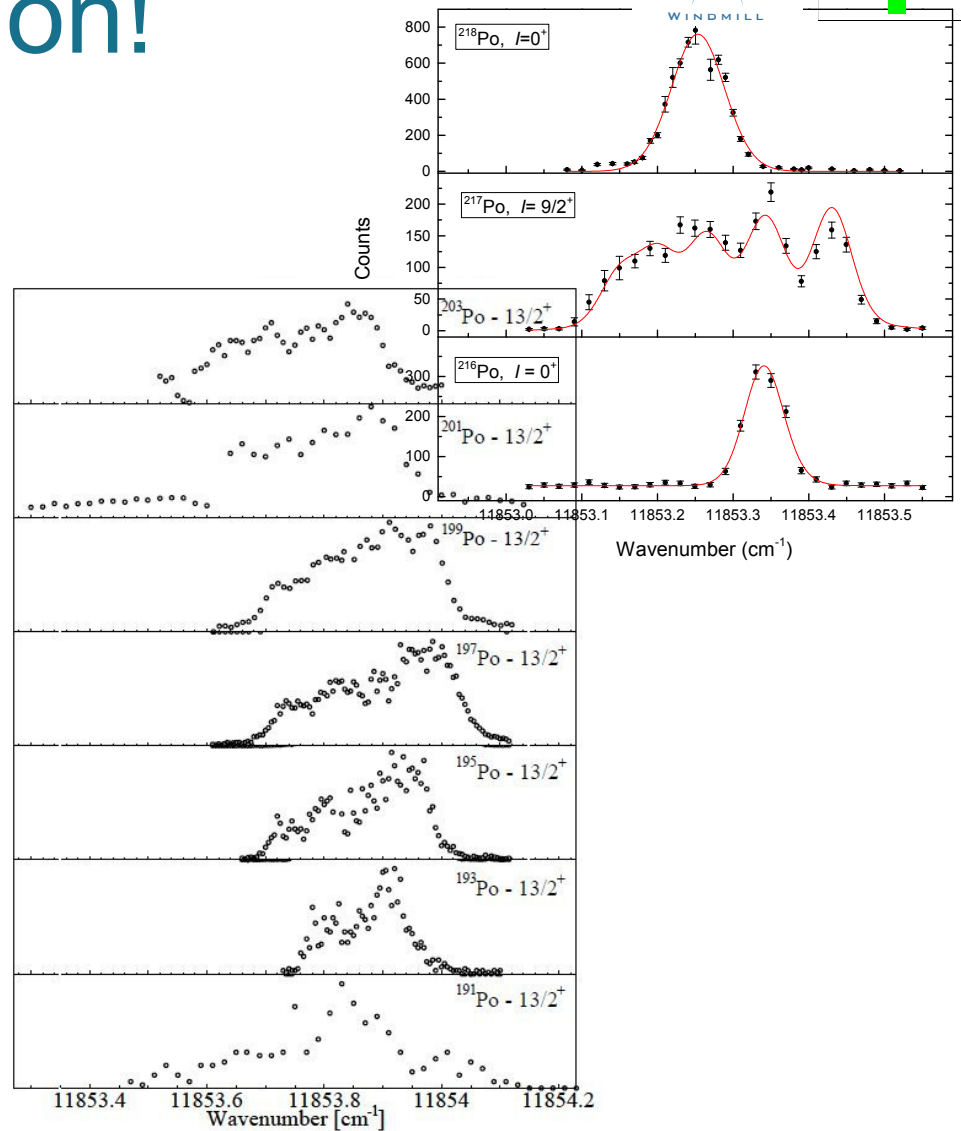 on!
WINDMILL
²¹⁸Po, I=0⁺
800
600
400
200
0
²¹⁷Po, I= 9/2⁺
200
150
100
50
0
Counts
²¹⁶Po, I = 0⁺
300
200
100
0
11853.0 11853.1 11853.2 11853.3 11853.4 11853.5
Wavenumber (cm⁻¹)
²⁰³Po - 13/2⁺
²⁰¹Po - 13/2⁺
¹⁹⁹Po - 13/2⁺
¹⁹⁷Po - 13/2⁺
¹⁹⁵Po - 13/2⁺
¹⁹³Po - 13/2⁺
¹⁹¹Po - 13/2⁺
11853.4 11853.6 11853.8 11854 11854.2
Wavenumber [cm⁻¹]